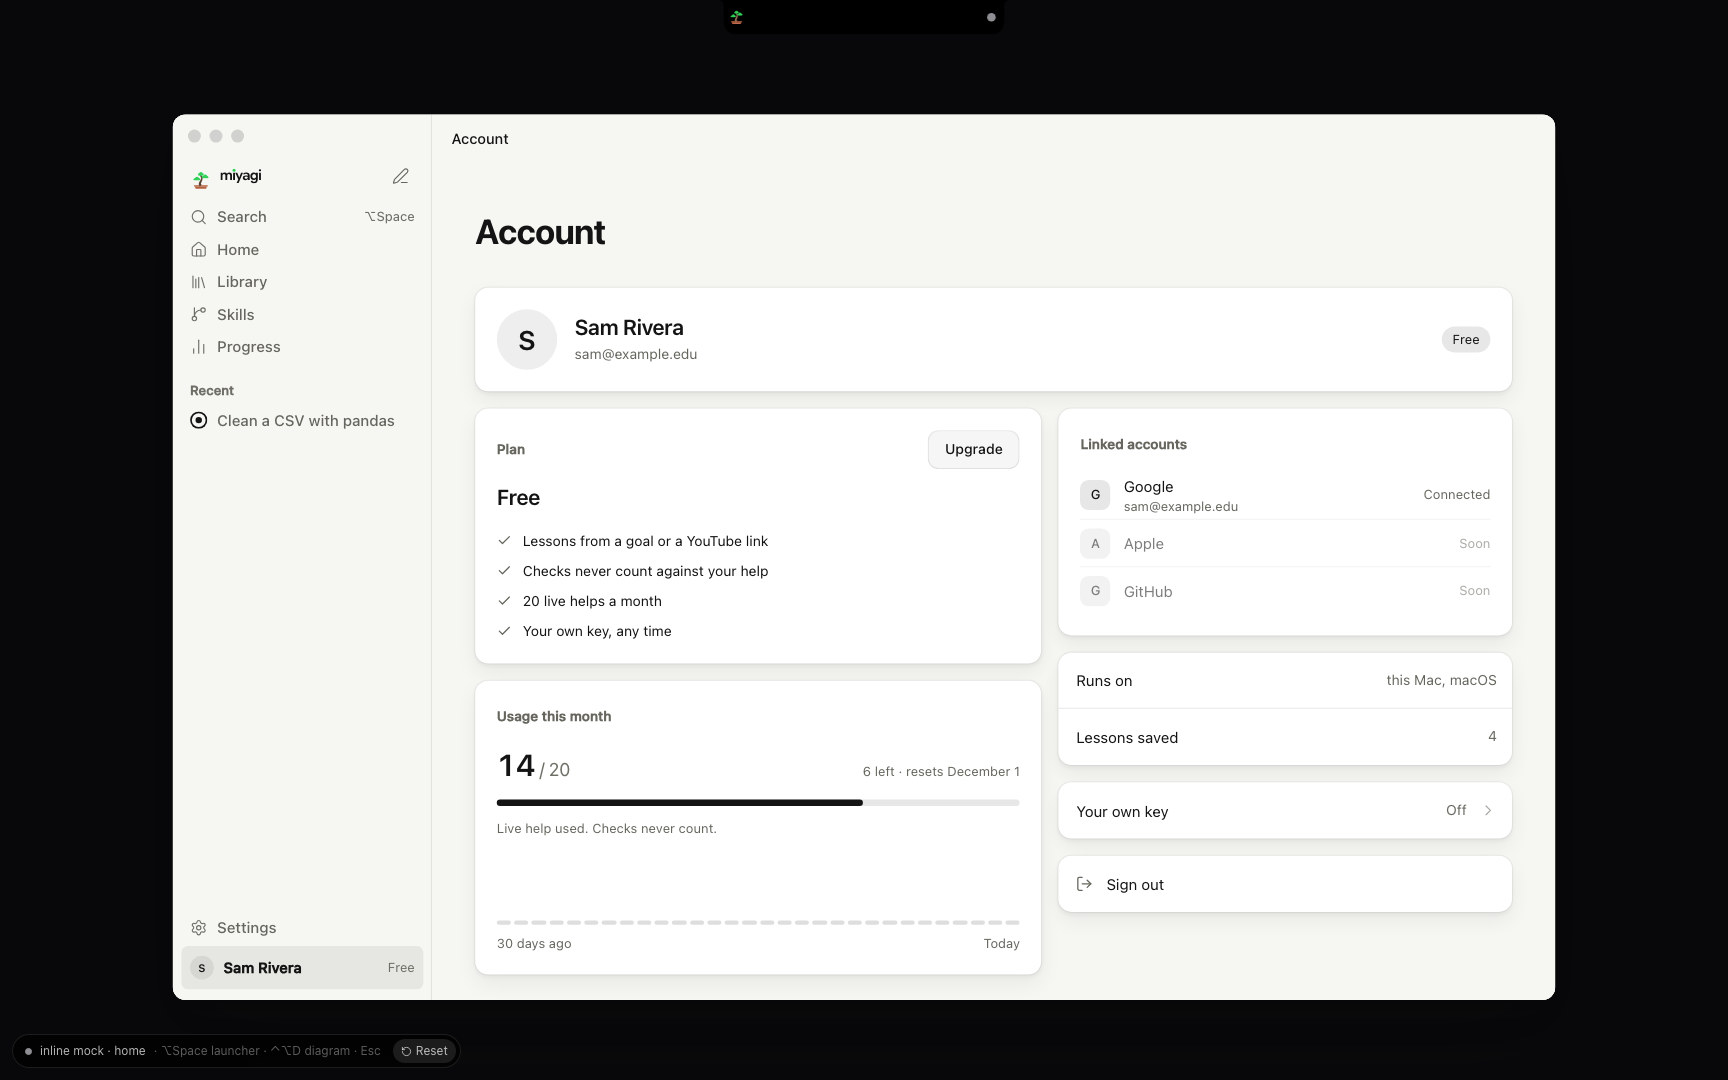 Account
miyagi
Search ⌥Space
Home
Library
Skills
Progress
Recent
Clean a CSV with pandas
Settings
S Sam Rivera Free
Account
S
Sam Rivera
sam@example.edu
Free
Plan
Upgrade
Free
Lessons from a goal or a YouTube link
Checks never count against your help
20 live helps a month
Your own key, any time
Usage this month
14 / 20
6 left · resets December 1
Live help used. Checks never count.
30 days ago
Today
Linked accounts
G Google Connected
sam@example.edu
A Apple Soon
G GitHub Soon
Runs on this Mac, macOS
Lessons saved 4
Your own key Off
Sign out
inline mock · home · ⌥Space launcher · ^⌥D diagram · Esc Reset